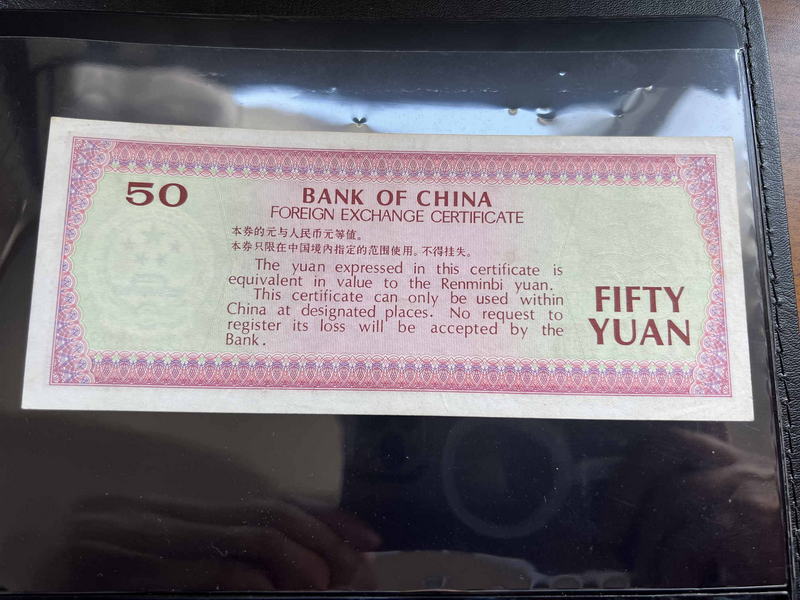 50
BANK OF CHINA
FOREIGN EXCHANGE CERTIFICATE
本券的元与人民币元等值。
本券只限在中国境内指定的范围使用。不得挂失。
The yuan expressed in this certificate is
equivalent in value to the Renminbi yuan.
This certificate can only be used within
China at designated places. No request to
register its loss will be accepted by the
Bank.
FIFTY
YUAN